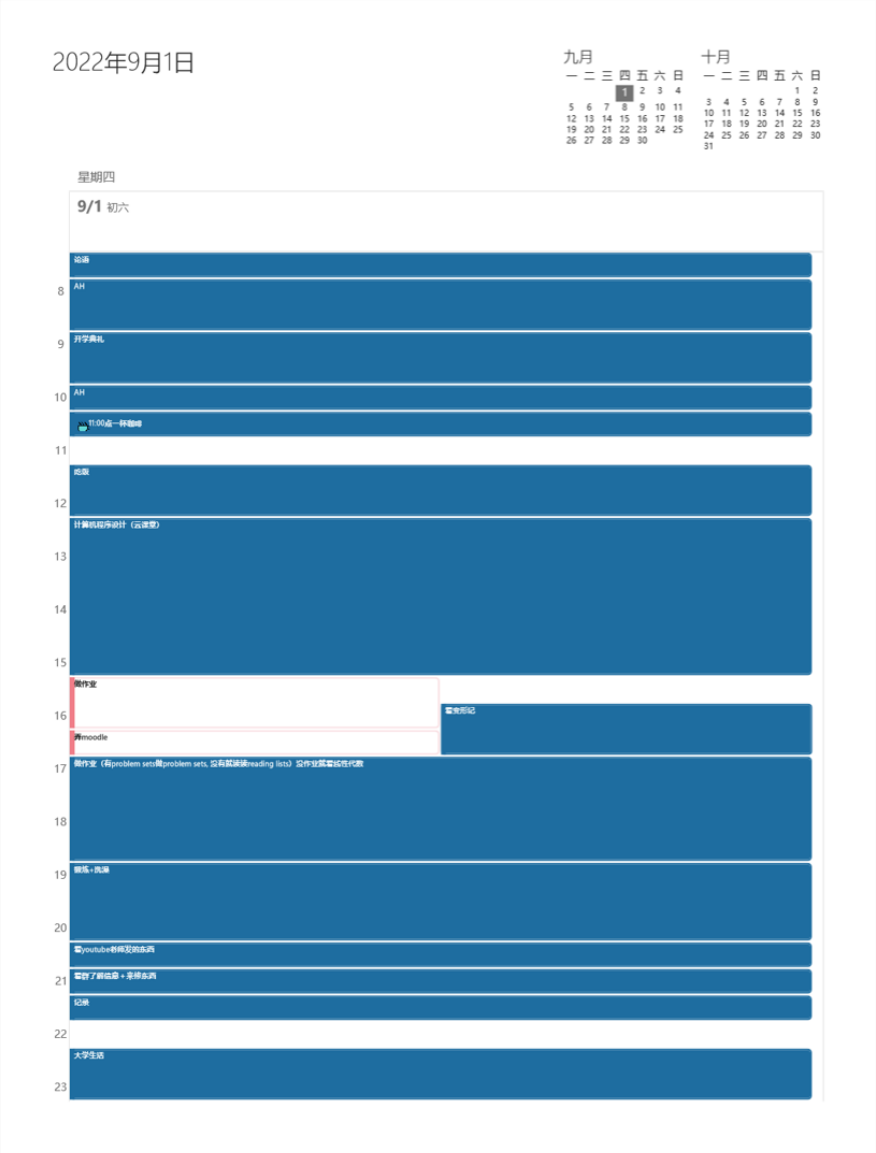 2022年9月1日
九月
一 二 三 四 五 六 日
1 2 3 4
5 6 7 8 9 10 11
12 13 14 15 16 17 18
19 20 21 22 23 24 25
26 27 28 29 30
十月
一 二 三 四 五 六 日
1 2
3 4 5 6 7 8 9
10 11 12 13 14 15 16
17 18 19 20 21 22 23
24 25 26 27 28 29 30
31
星期四
9/1 初六
论语
8
AH
9
开学典礼
10
AH
11:00点一杯咖啡
11
吃饭
12
计算机程序设计（云课堂）
13
14
15
做作业
16
看变形记
弄moodle
17
做作业（有problem sets做problem sets, 没有就读读reading lists）没作业就看线性代数
18
19
锻炼+洗澡
20
看youtube老师发的东西
21
看群了解信息+来修东西
记录
22
大学生活
23